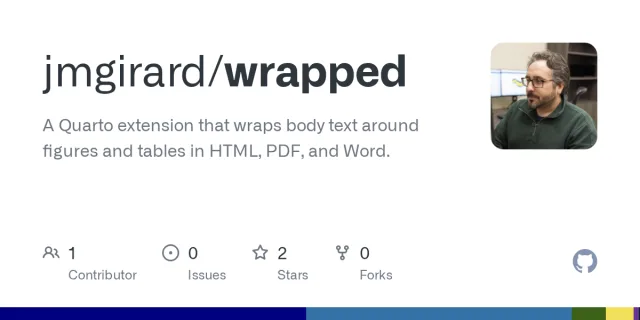 jmgirard/wrapped
A Quarto extension that wraps body text around
figures and tables in HTML, PDF, and Word.
1
Contributor
0
Issues
2
Stars
0
Forks